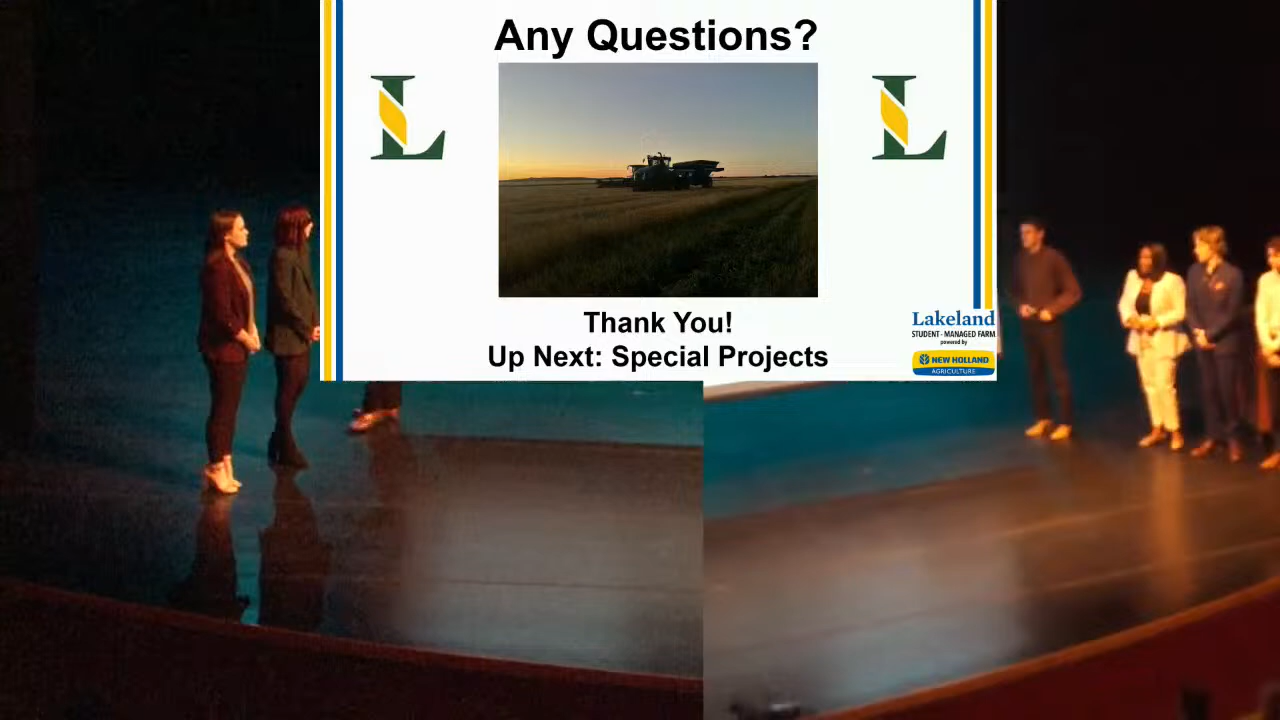 Any Questions?
L
L
Thank You!
Up Next: Special Projects
Lakeland
STUDENT - MANAGED FARM
powered by
NEW HOLLAND
AGRICULTURE